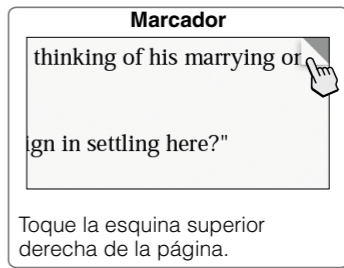 Marcador
thinking of his marrying or
ign in settling here?"
Toque la esquina superior
derecha de la página.